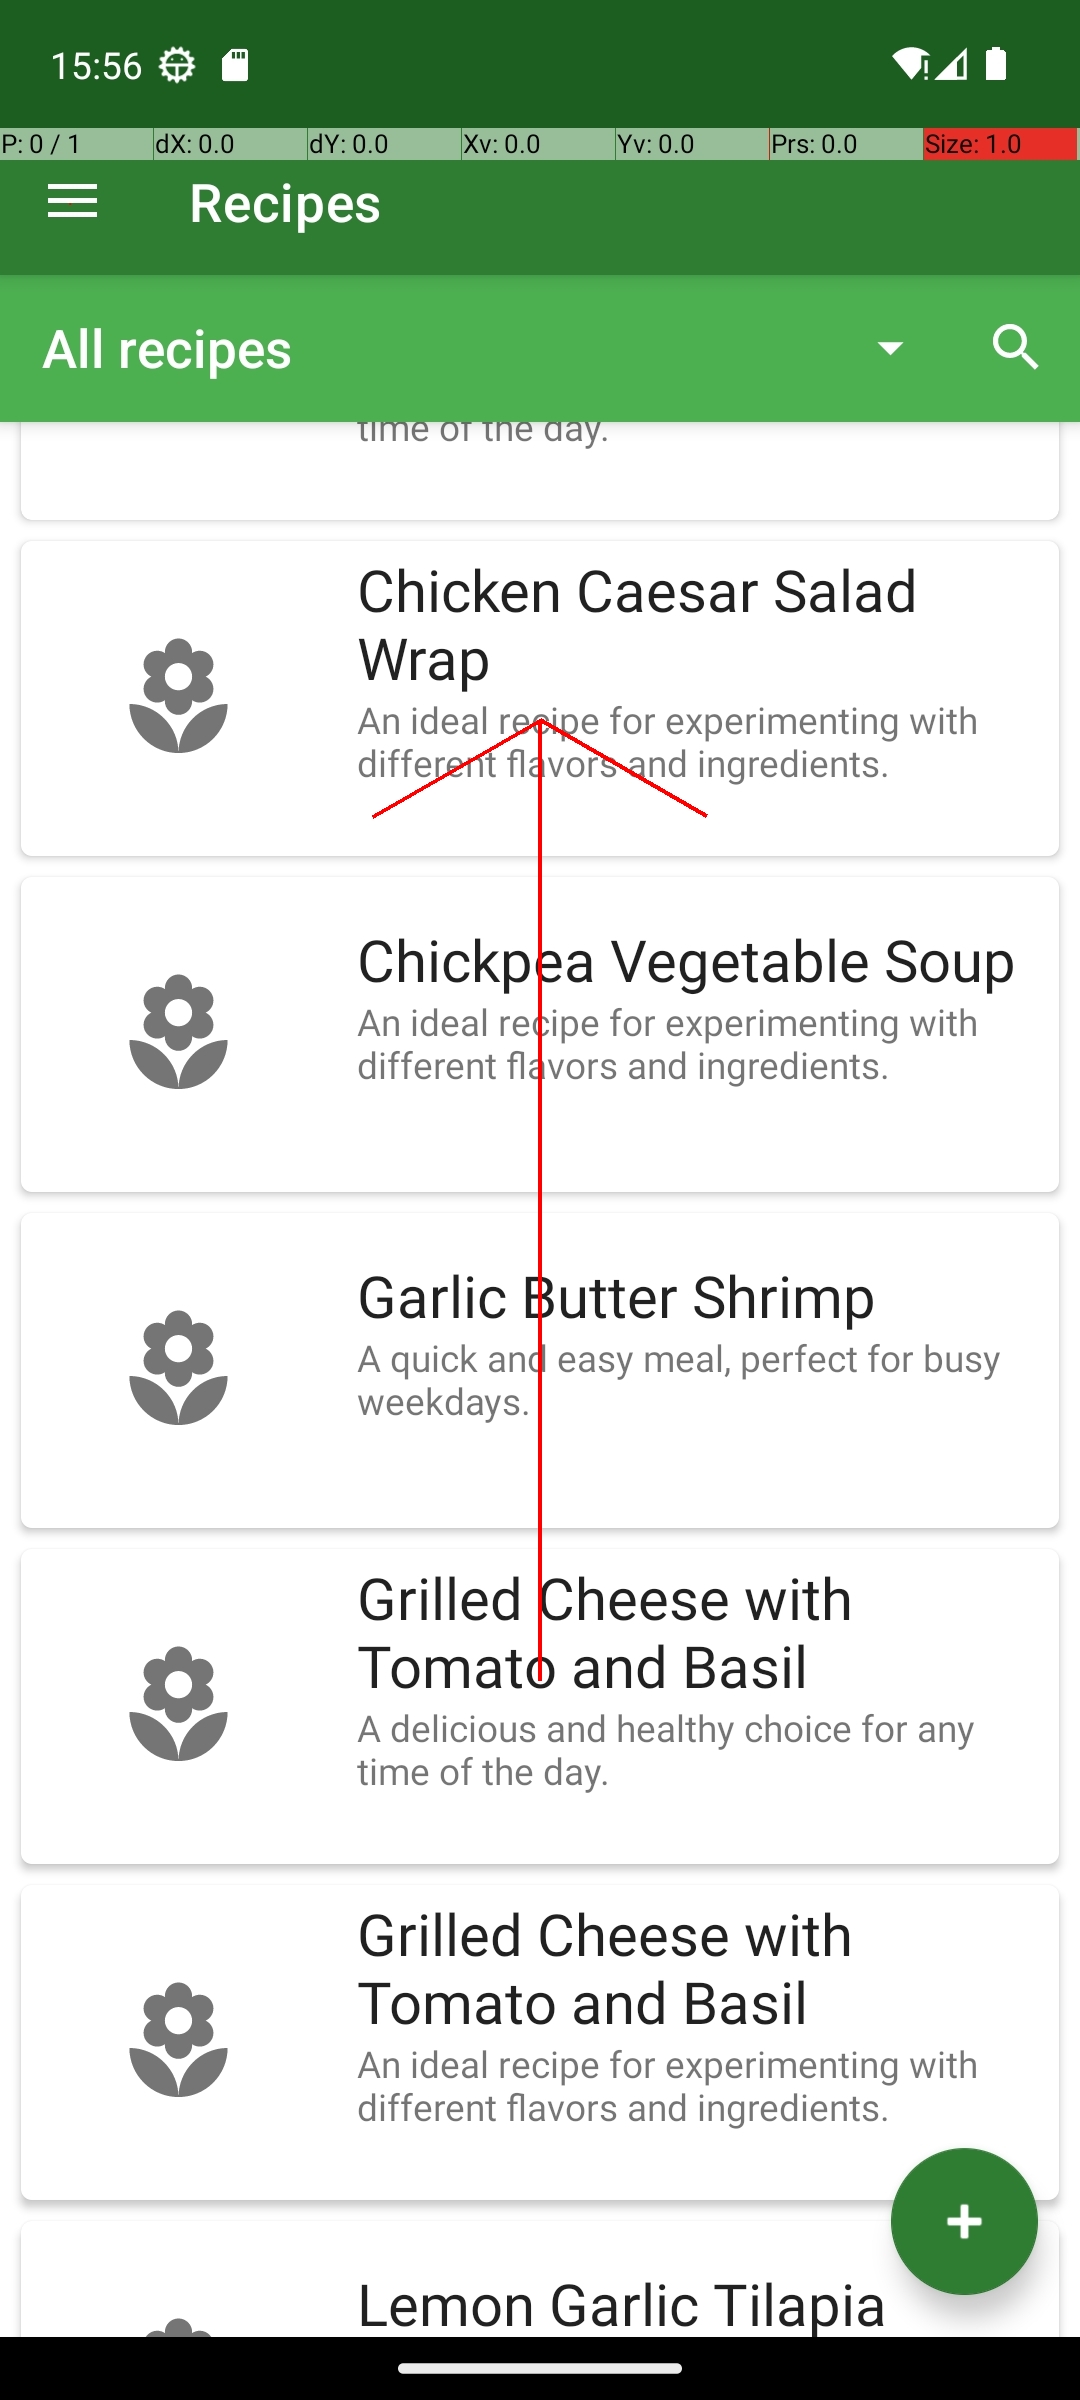 15:56
P: 0 / 1 dX: 0.0 dY: 0.0 Xv: 0.0 Yv: 0.0 Prs: 0.0 Size: 1.0
Recipes
All recipes
time of the day.
Chicken Caesar Salad
Wrap
An ideal recipe for experimenting with
different flavors and ingredients.
Chickpea Vegetable Soup
An ideal recipe for experimenting with
different flavors and ingredients.
Garlic Butter Shrimp
A quick and easy meal, perfect for busy
weekdays.
Grilled Cheese with
Tomato and Basil
A delicious and healthy choice for any
time of the day.
Grilled Cheese with
Tomato and Basil
An ideal recipe for experimenting with
different flavors and ingredients.
Lemon Garlic Tilapia